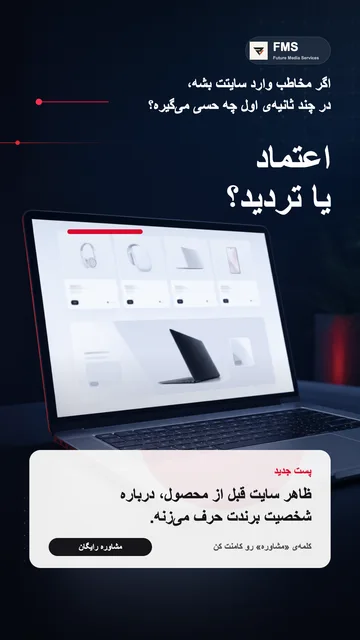 FMS
Future Media Services
اگر مخاطب وارد سایتت بشه،
در چند ثانیه‌ی اول چه حسی می‌گیره؟
اعتماد
یا تردید؟
پست جدید
ظاهر سایت قبل از محصول، درباره
شخصیت برندت حرف می‌زنه.
کلمه‌ی «مشاوره» رو کامنت کن
مشاوره رایگان